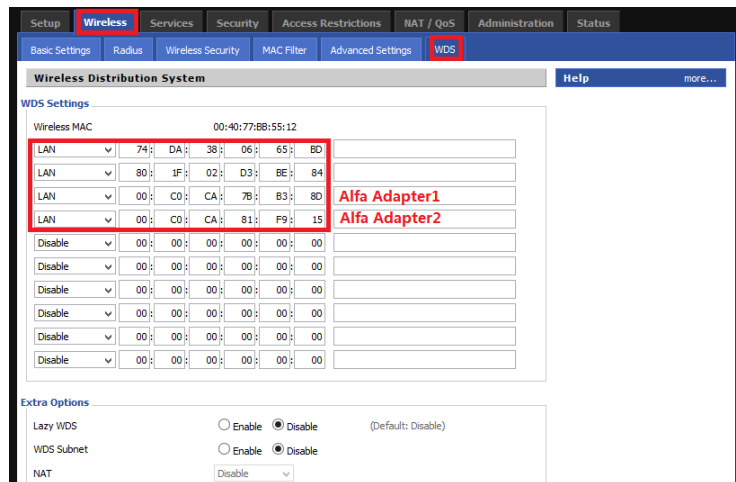 Setup Wireless Services Security Access Restrictions NAT / QoS Administration Status
Basic Settings Radius Wireless Security MAC Filter Advanced Settings WDS
Wireless Distribution System Help more...
WDS Settings
Wireless MAC 00:40:77:BB:55:12
LAN 74: DA: 38: 06: 65: BD
LAN 80: 1F: 02: D3: BE: 84
LAN 00: C0: CA: 7B: B3: 8D Alfa Adapter1
LAN 00: C0: CA: 81: F9: 15 Alfa Adapter2
Disable 00: 00: 00: 00: 00: 00
Disable 00: 00: 00: 00: 00: 00
Disable 00: 00: 00: 00: 00: 00
Disable 00: 00: 00: 00: 00: 00
Disable 00: 00: 00: 00: 00: 00
Disable 00: 00: 00: 00: 00: 00
Extra Options
Lazy WDS Enable Disable (Default: Disable)
WDS Subnet Enable Disable
NAT Disable